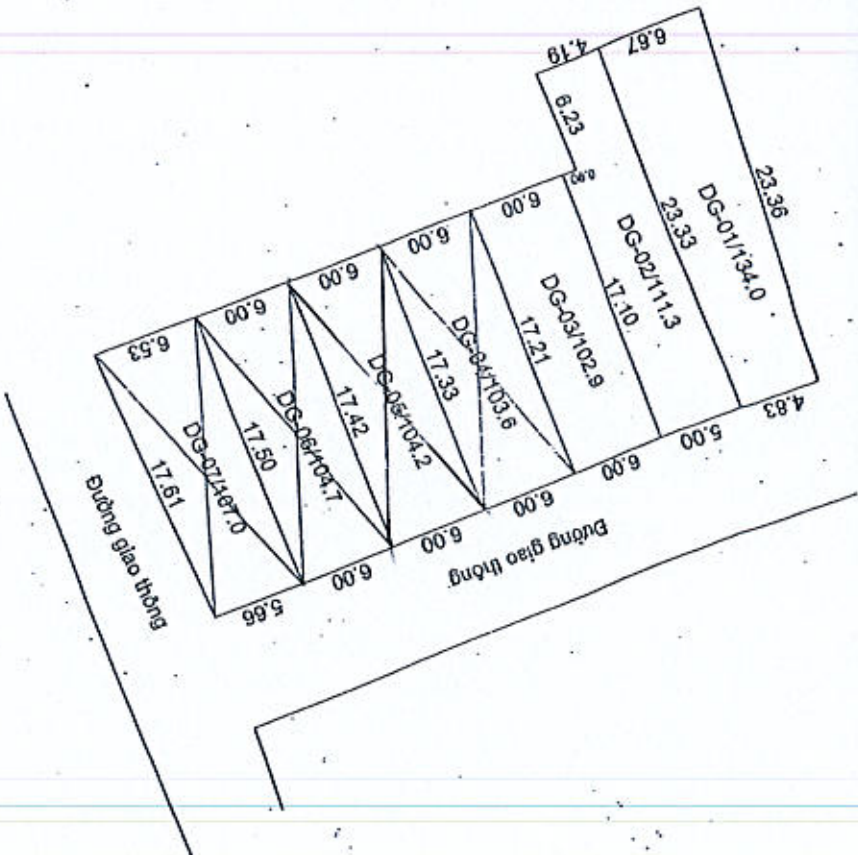 4.19
6.67
6.23
0.93
23.36
DG-01/134.0
23.33
DG-02/111.3
17.10
6.00
DG-03/102.9
17.21
6.00
DG-04/103.6
17.33
6.00
DG-05/104.2
17.42
6.00
DG-06/104.7
17.50
6.53
DG-07/107.0
17.61
4.83
5.00
6.00
6.00
6.00
6.00
5.66
Đường giao thông
Đường giao thông